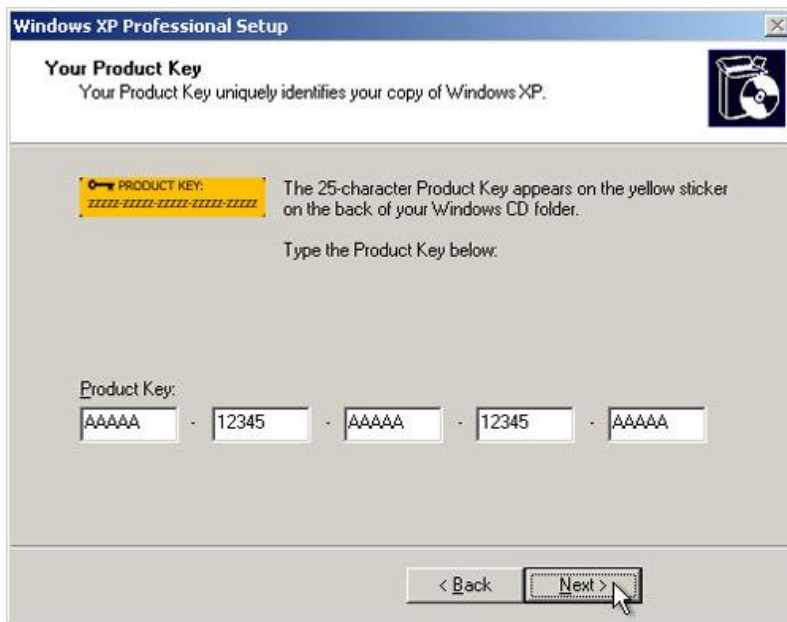 Windows XP Professional Setup
Your Product Key
Your Product Key uniquely identifies your copy of Windows XP.
PRODUCT KEY:
ZZZZZ-ZZZZZ-ZZZZZ-ZZZZZ-ZZZZZ
The 25-character Product Key appears on the yellow sticker
on the back of your Windows CD folder.
Type the Product Key below:
Product Key:
AAAAA - 12345 - AAAAA - 12345 - AAAAA
< Back Next >